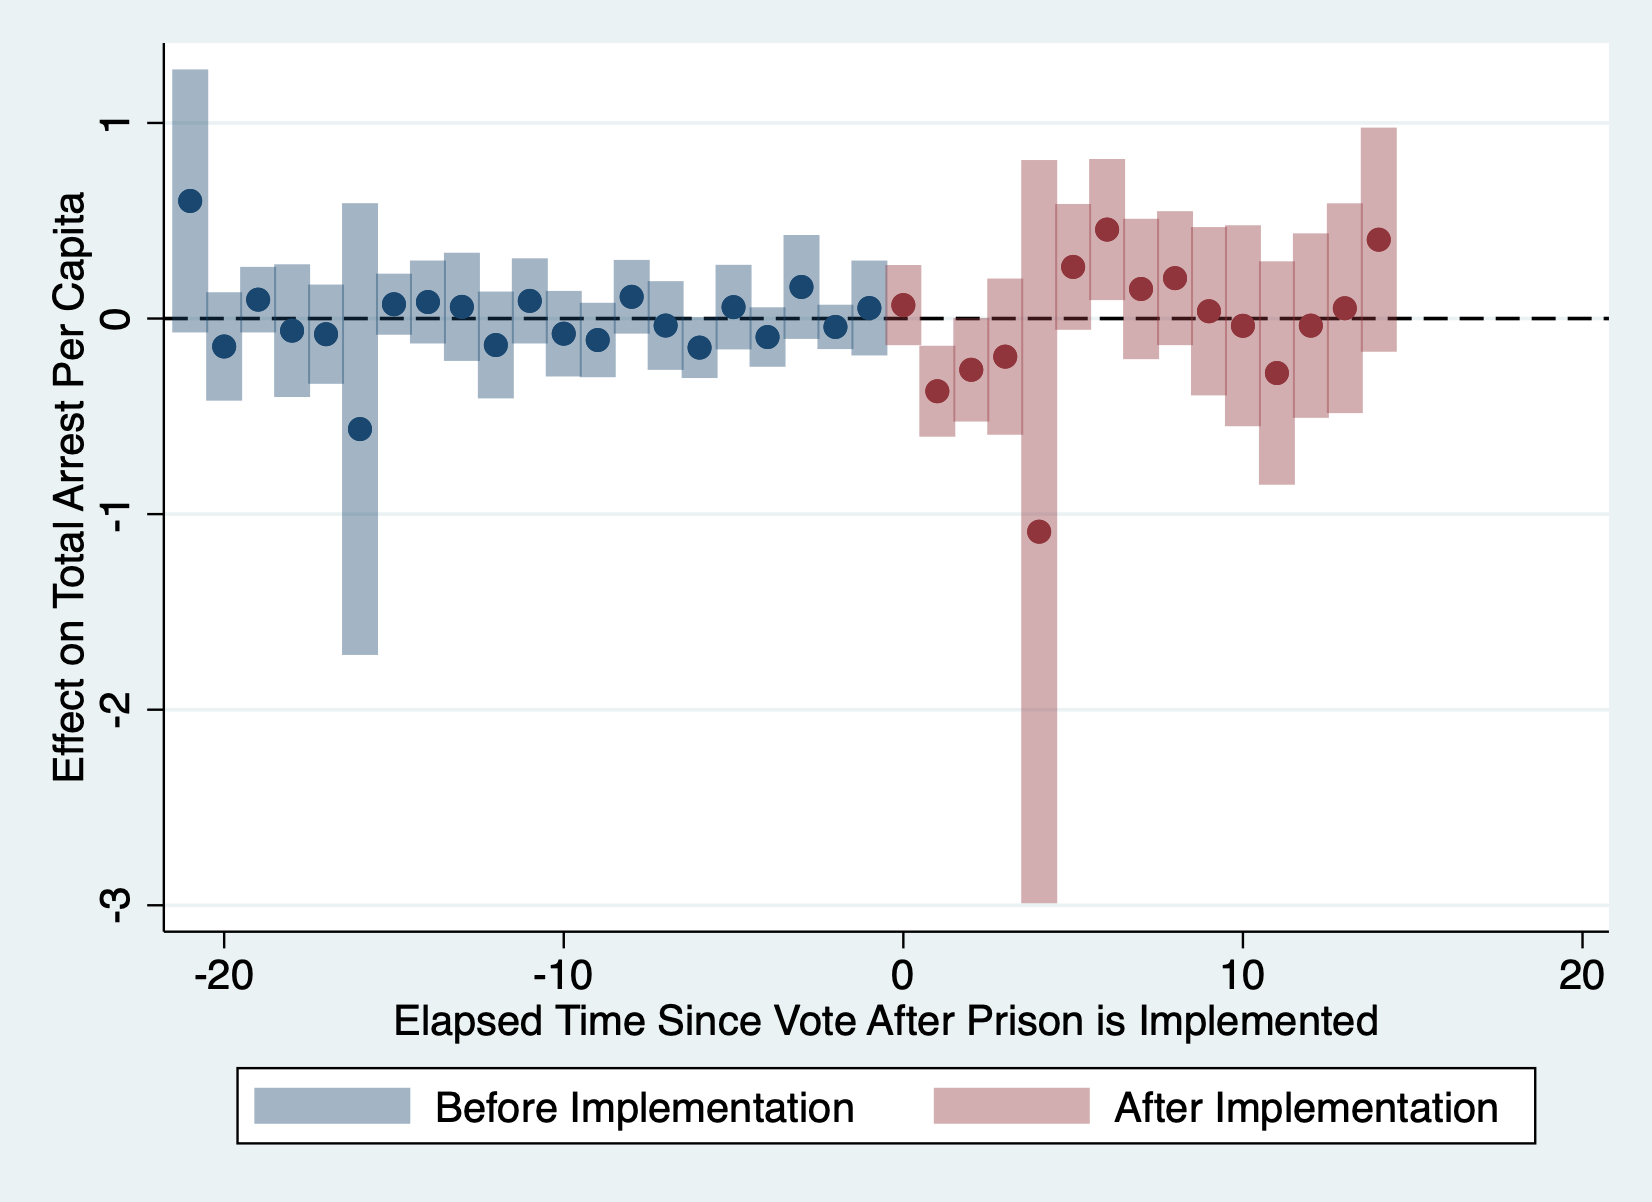 Effect on Total Arrest Per Capita
1
0
-1
-2
-3
-20 -10 0 10 20
Elapsed Time Since Vote After Prison is Implemented
Before Implementation After Implementation